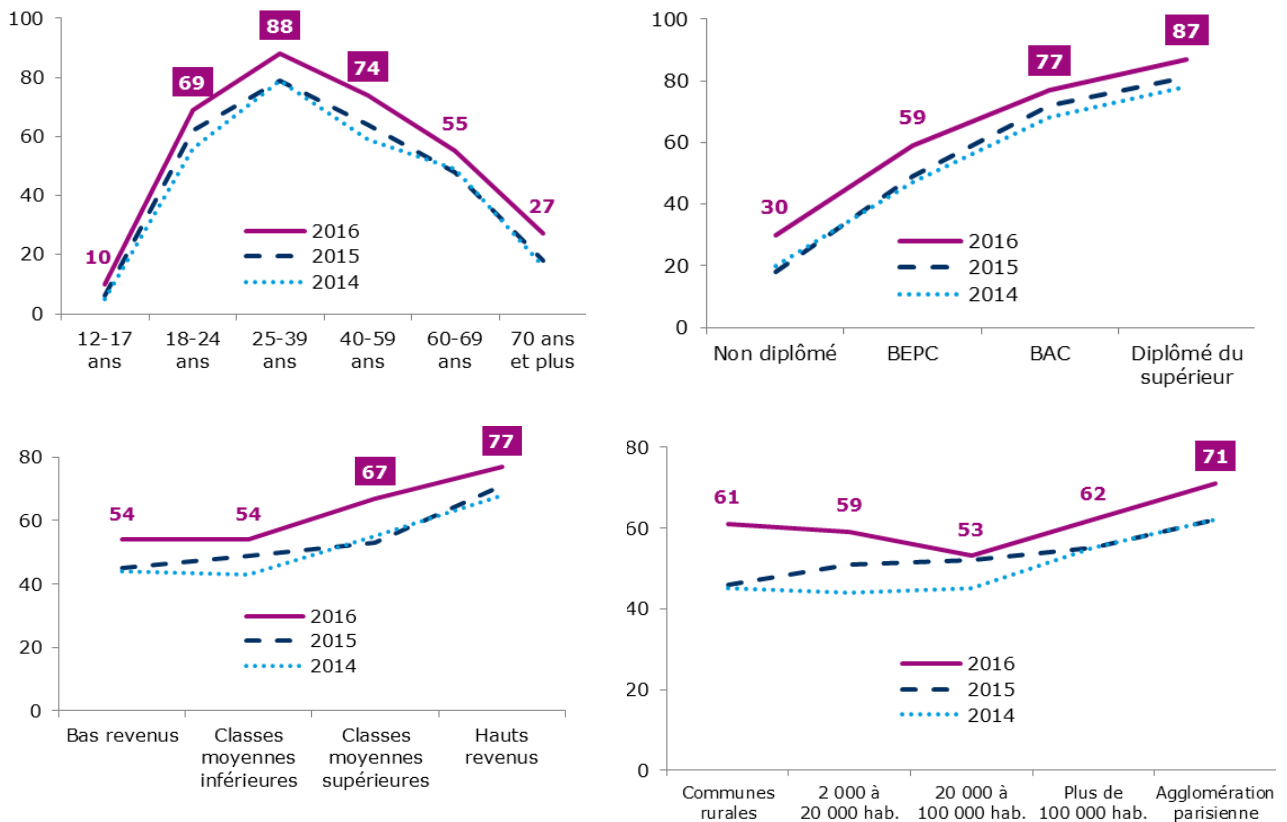 100
80
60
40
20
0
10
69
88
74
55
27
2016
2015
2014
12-17
ans
18-24
ans
25-39
ans
40-59
ans
60-69
ans
70 ans
et plus
100
80
60
40
20
0
30
59
77
87
2016
2015
2014
Non diplômé
BEPC
BAC
Diplômé du
supérieur
80
60
40
20
0
54
54
67
77
2016
2015
2014
Bas revenus
Classes
moyennes
inférieures
Classes
moyennes
supérieures
Hauts
revenus
80
60
40
20
0
61
59
53
62
71
2016
2015
2014
Communes
rurales
2 000 à
20 000 hab.
20 000 à
100 000 hab.
Plus de
100 000 hab.
Agglomération
parisienne